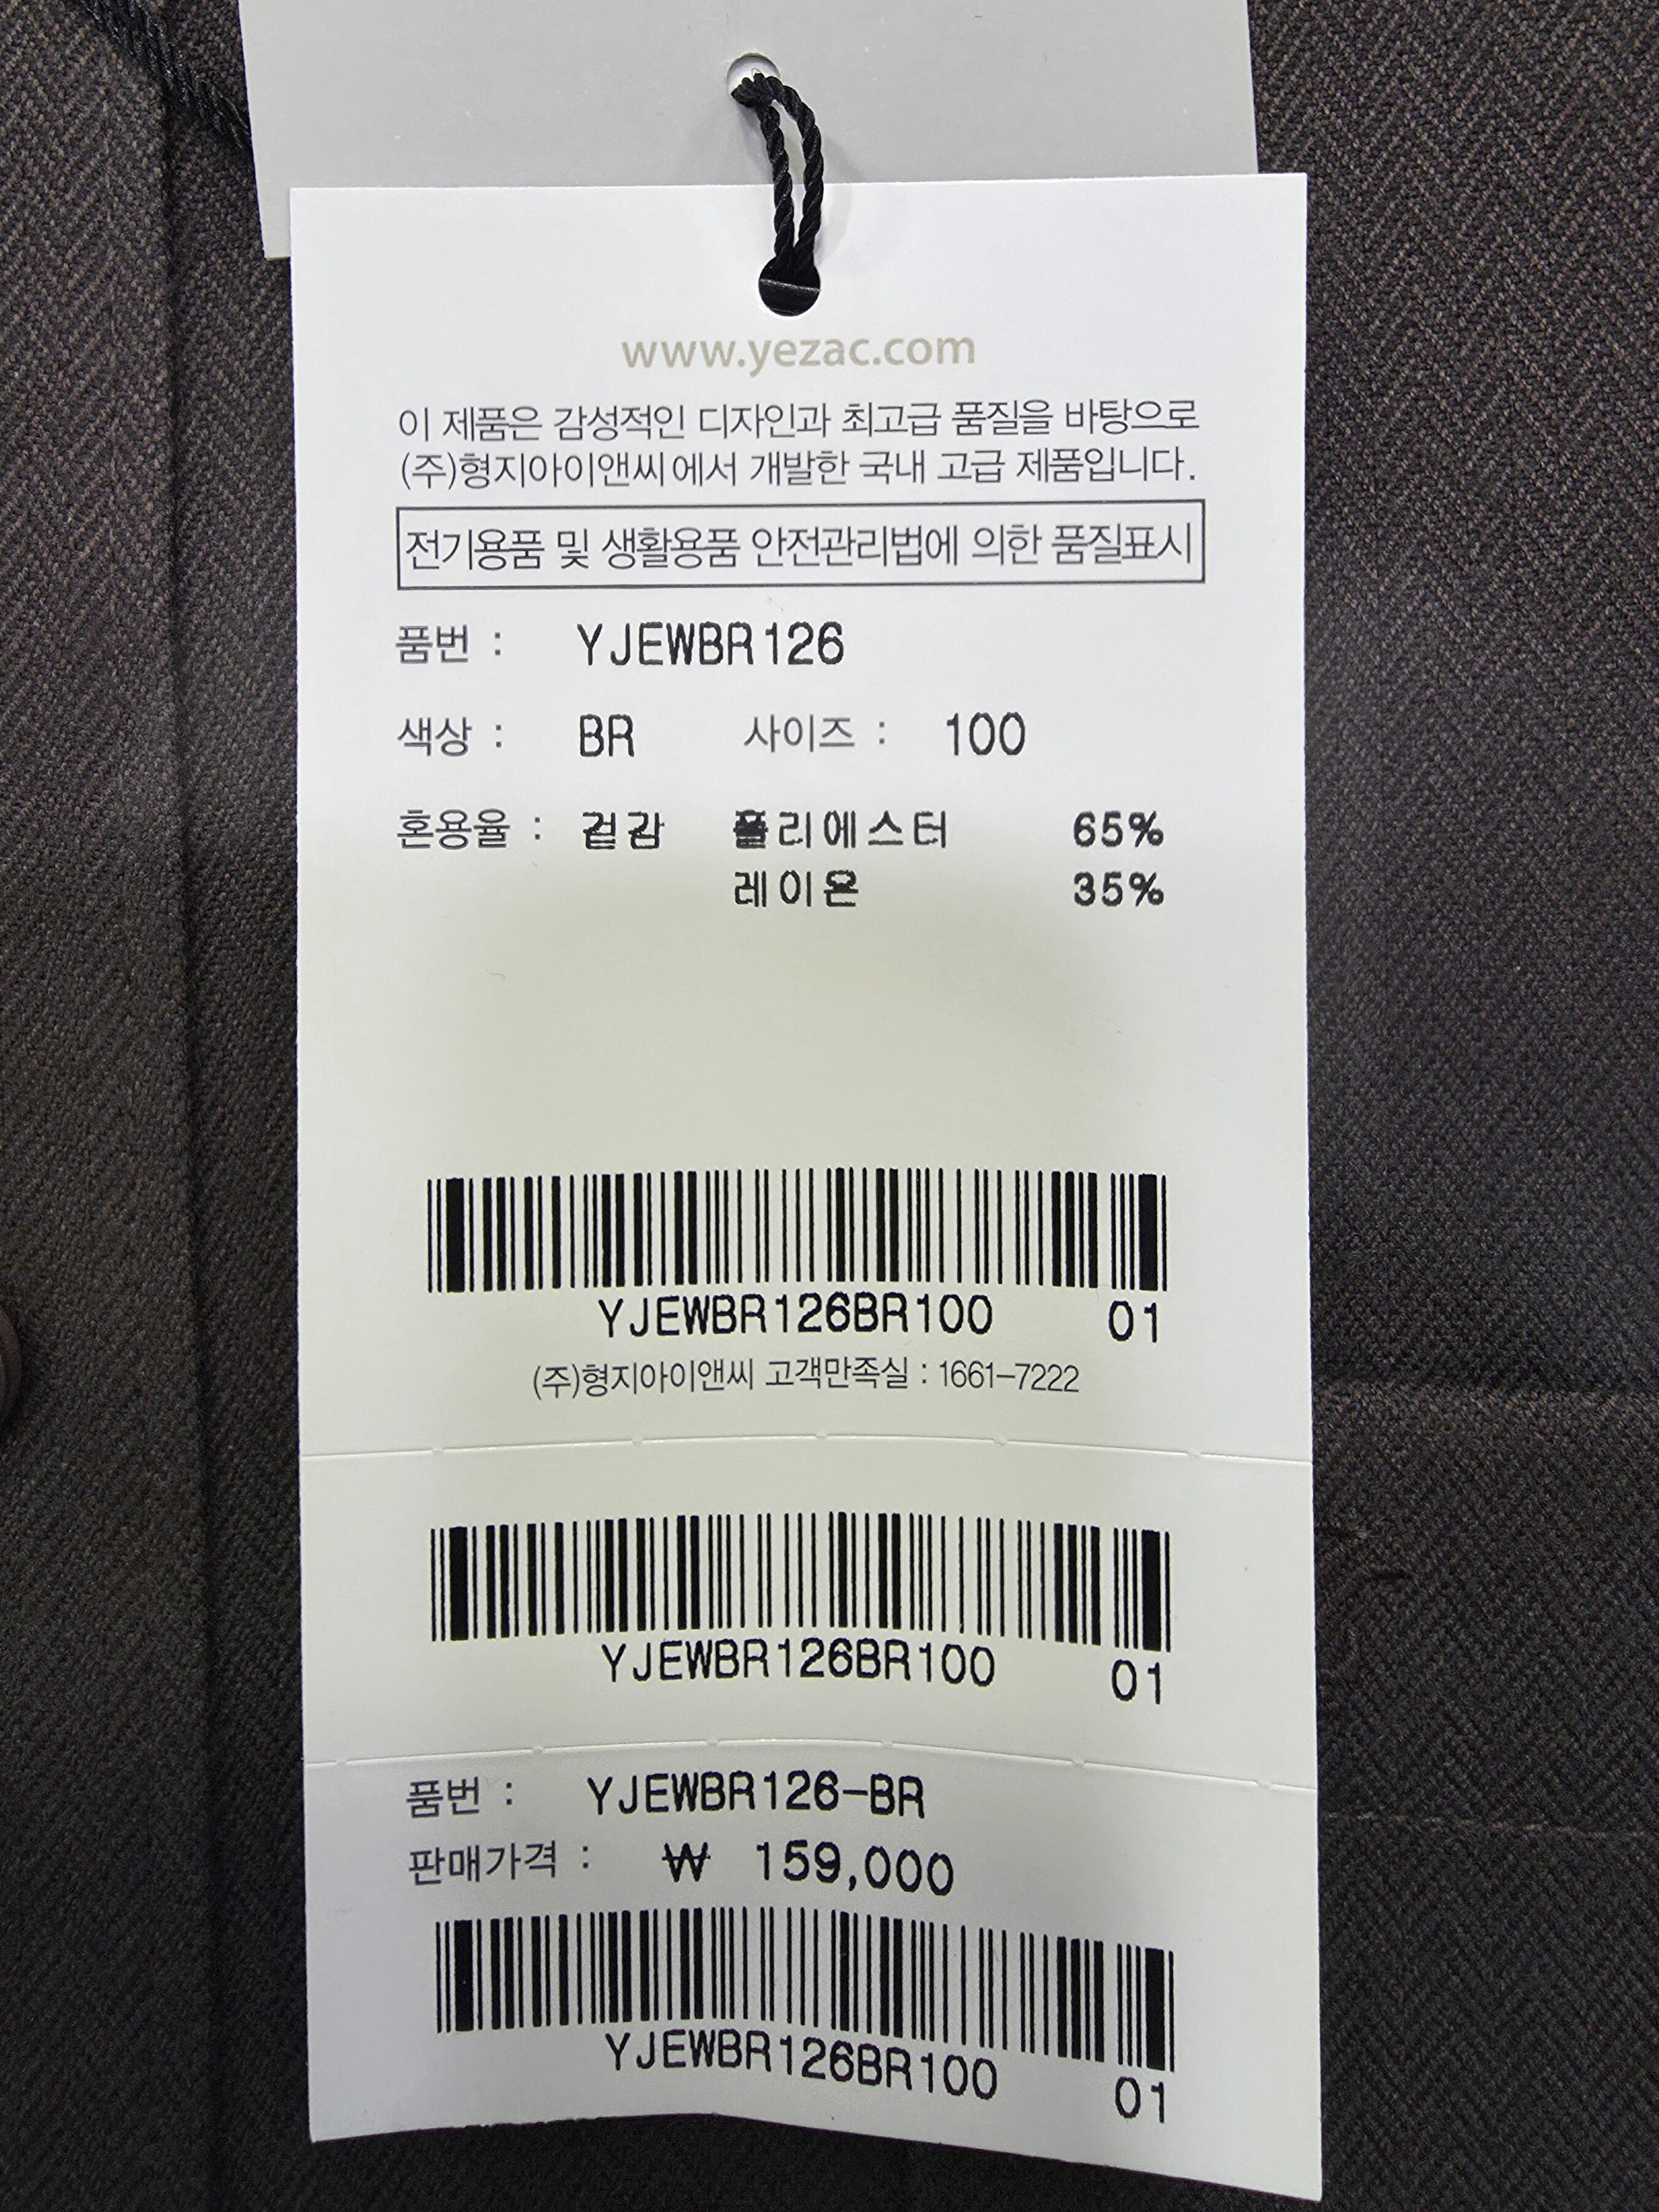 www.yezac.com
이 제품은 감성적인 디자인과 최고급 품질을 바탕으로
(주)형지아이앤씨에서 개발한 국내 고급 제품입니다.
전기용품 및 생활용품 안전관리법에 의한 품질표시
품번 : YJEWBR126
색상 : BR 사이즈 : 100
혼용율 : 겉감 폴리에스터 65%
레이온 35%
YJEWBR126BR100 01
(주)형지아이앤씨 고객만족실 : 1661-7222
YJEWBR126BR100 01
품번 : YJEWBR126-BR
판매가격 : ₩ 159,000
YJEWBR126BR100 01